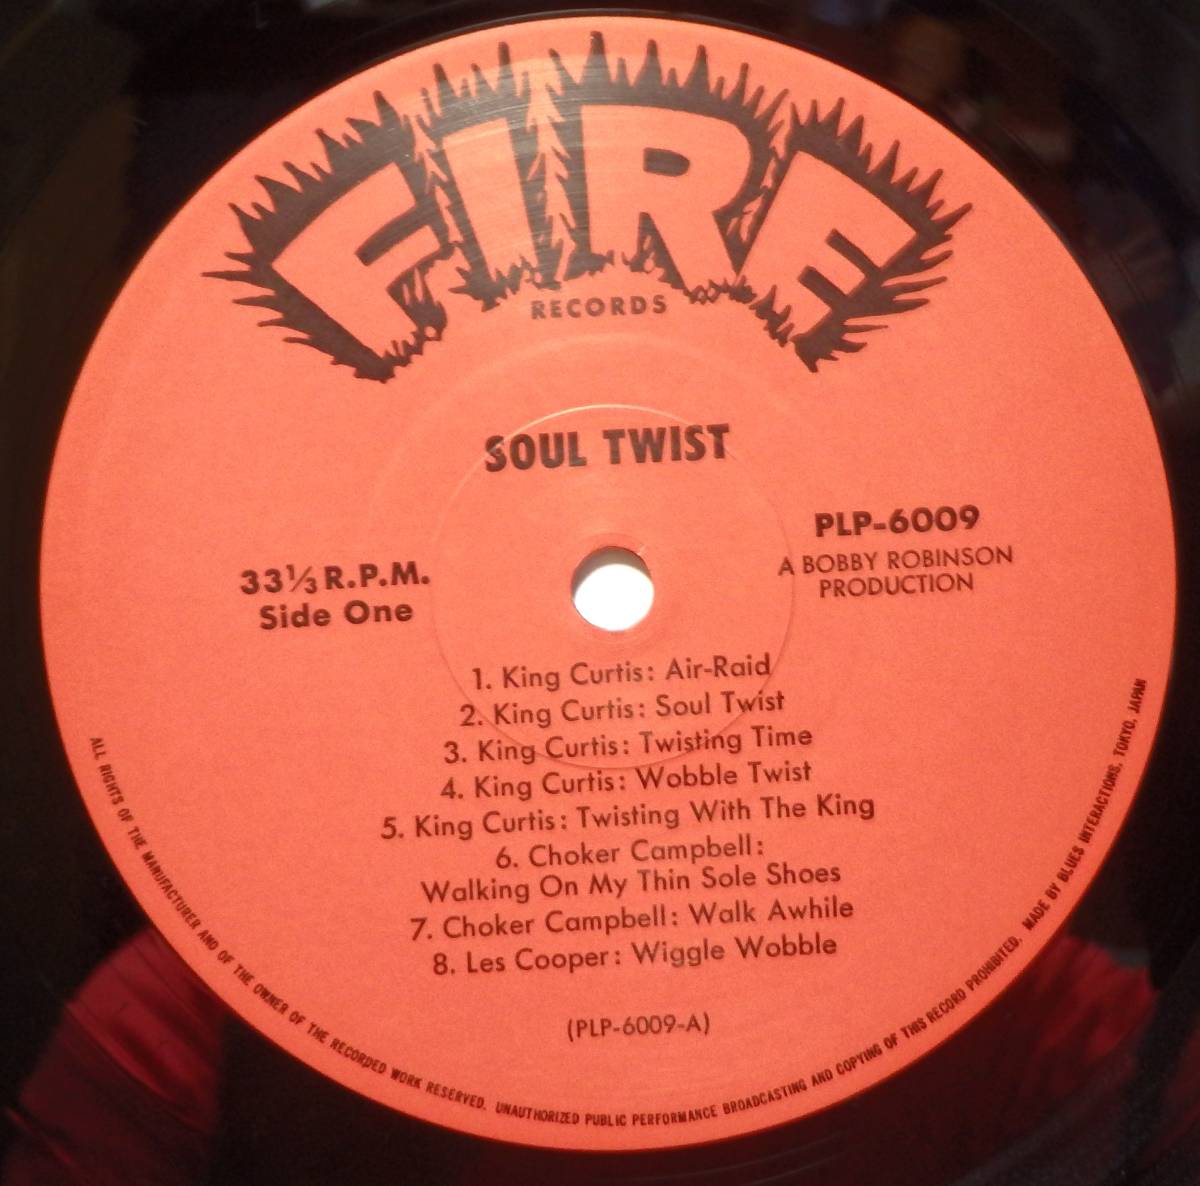 FIRE
RECORDS
SOUL TWIST
PLP-6009
A BOBBY ROBINSON
PRODUCTION
33⅓ R.P.M.
Side One
1. King Curtis: Air-Raid
2. King Curtis: Soul Twist
3. King Curtis: Twisting Time
4. King Curtis: Wobble Twist
5. King Curtis: Twisting With The King
6. Choker Campbell:
Walking On My Thin Sole Shoes
7. Choker Campbell: Walk Awhile
8. Les Cooper: Wiggle Wobble
(PLP-6009-A)
ALL RIGHTS OF THE MANUFACTURER AND OF THE OWNER OF THE RECORDED WORK RESERVED. UNAUTHORIZED PUBLIC PERFORMANCE BROADCASTING AND COPYING OF THIS RECORD PROHIBITED. MADE BY BLUES INTERACTIONS, TOKYO, JAPAN